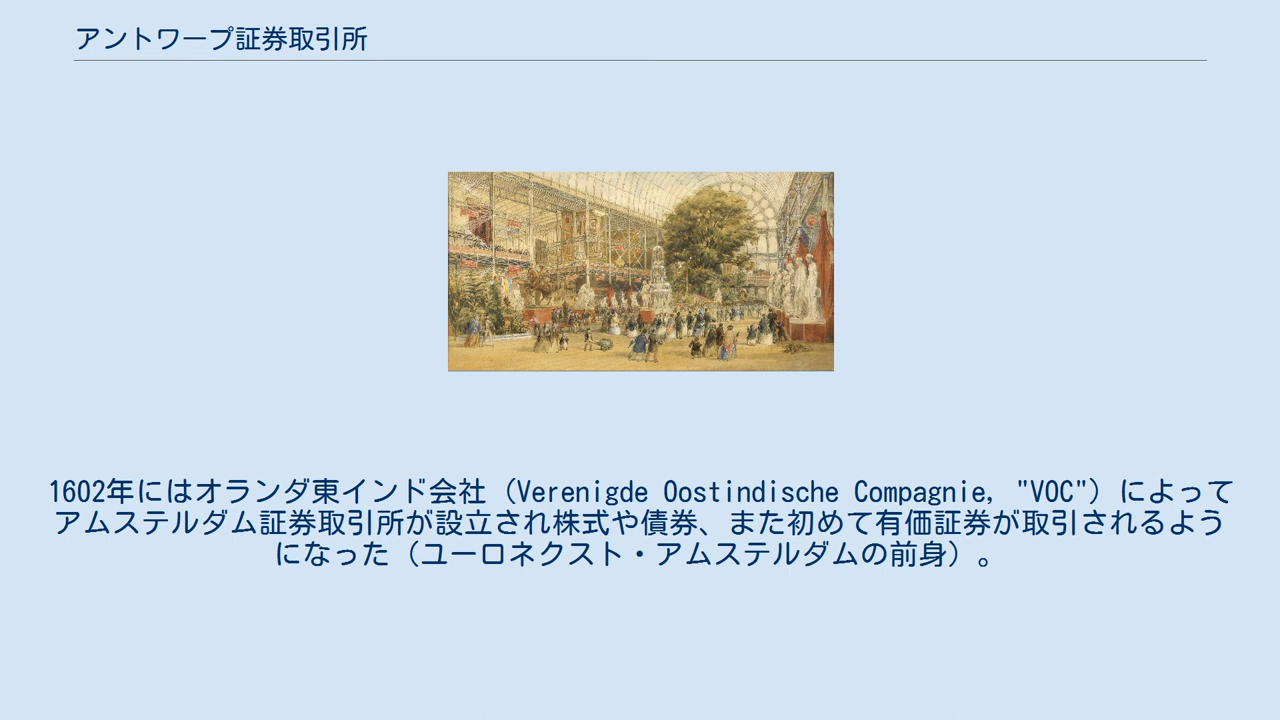 アントワープ証券取引所
1602年にはオランダ東インド会社（Verenigde Oostindische Compagnie, "VOC"）によって
アムステルダム証券取引所が設立され株式や債券、また初めて有価証券が取引されるよう
になった（ユーロネクスト・アムステルダムの前身）。